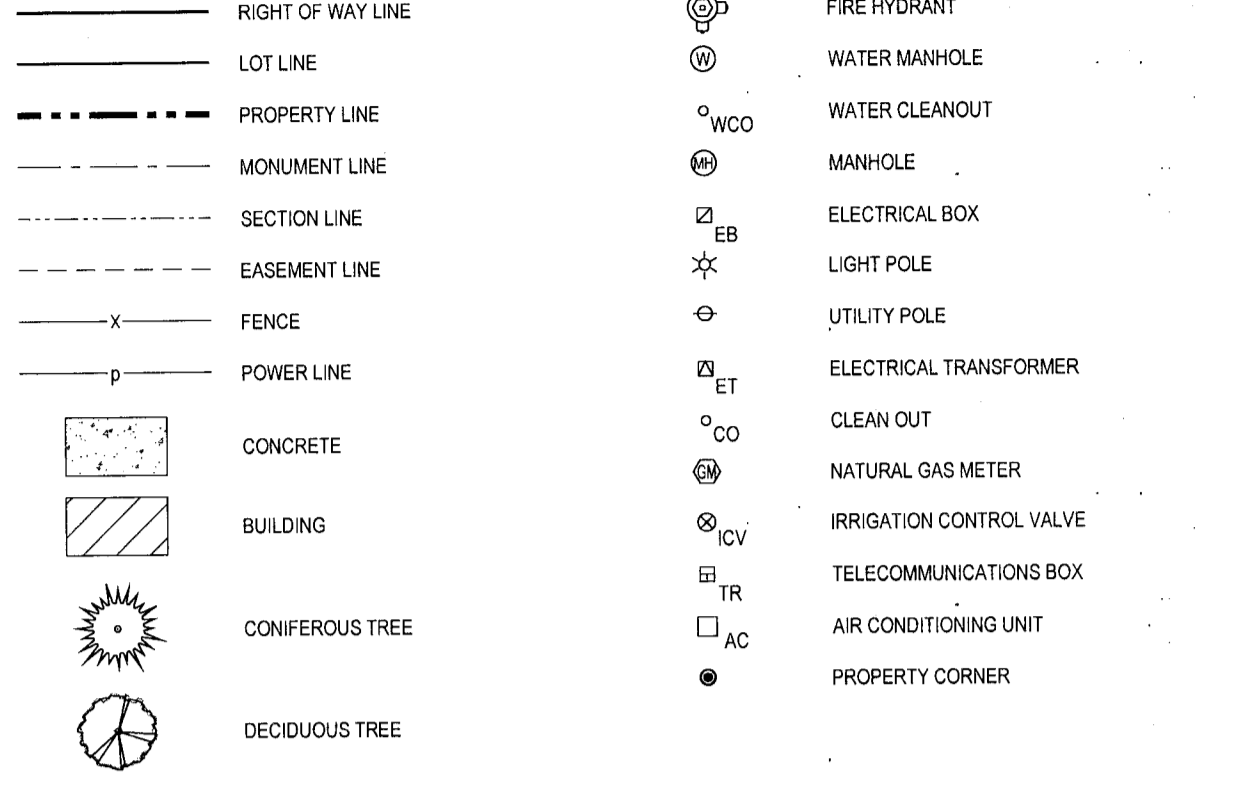 RIGHT OF WAY LINE
LOT LINE
PROPERTY LINE
MONUMENT LINE
SECTION LINE
EASEMENT LINE
X FENCE
p POWER LINE
CONCRETE
BUILDING
CONIFEROUS TREE
DECIDUOUS TREE
FIRE HYDRANT
W WATER MANHOLE
WCO WATER CLEANOUT
MH MANHOLE
EB ELECTRICAL BOX
LIGHT POLE
UTILITY POLE
ET ELECTRICAL TRANSFORMER
CO CLEAN OUT
GM NATURAL GAS METER
ICV IRRIGATION CONTROL VALVE
TR TELECOMMUNICATIONS BOX
AC AIR CONDITIONING UNIT
PROPERTY CORNER